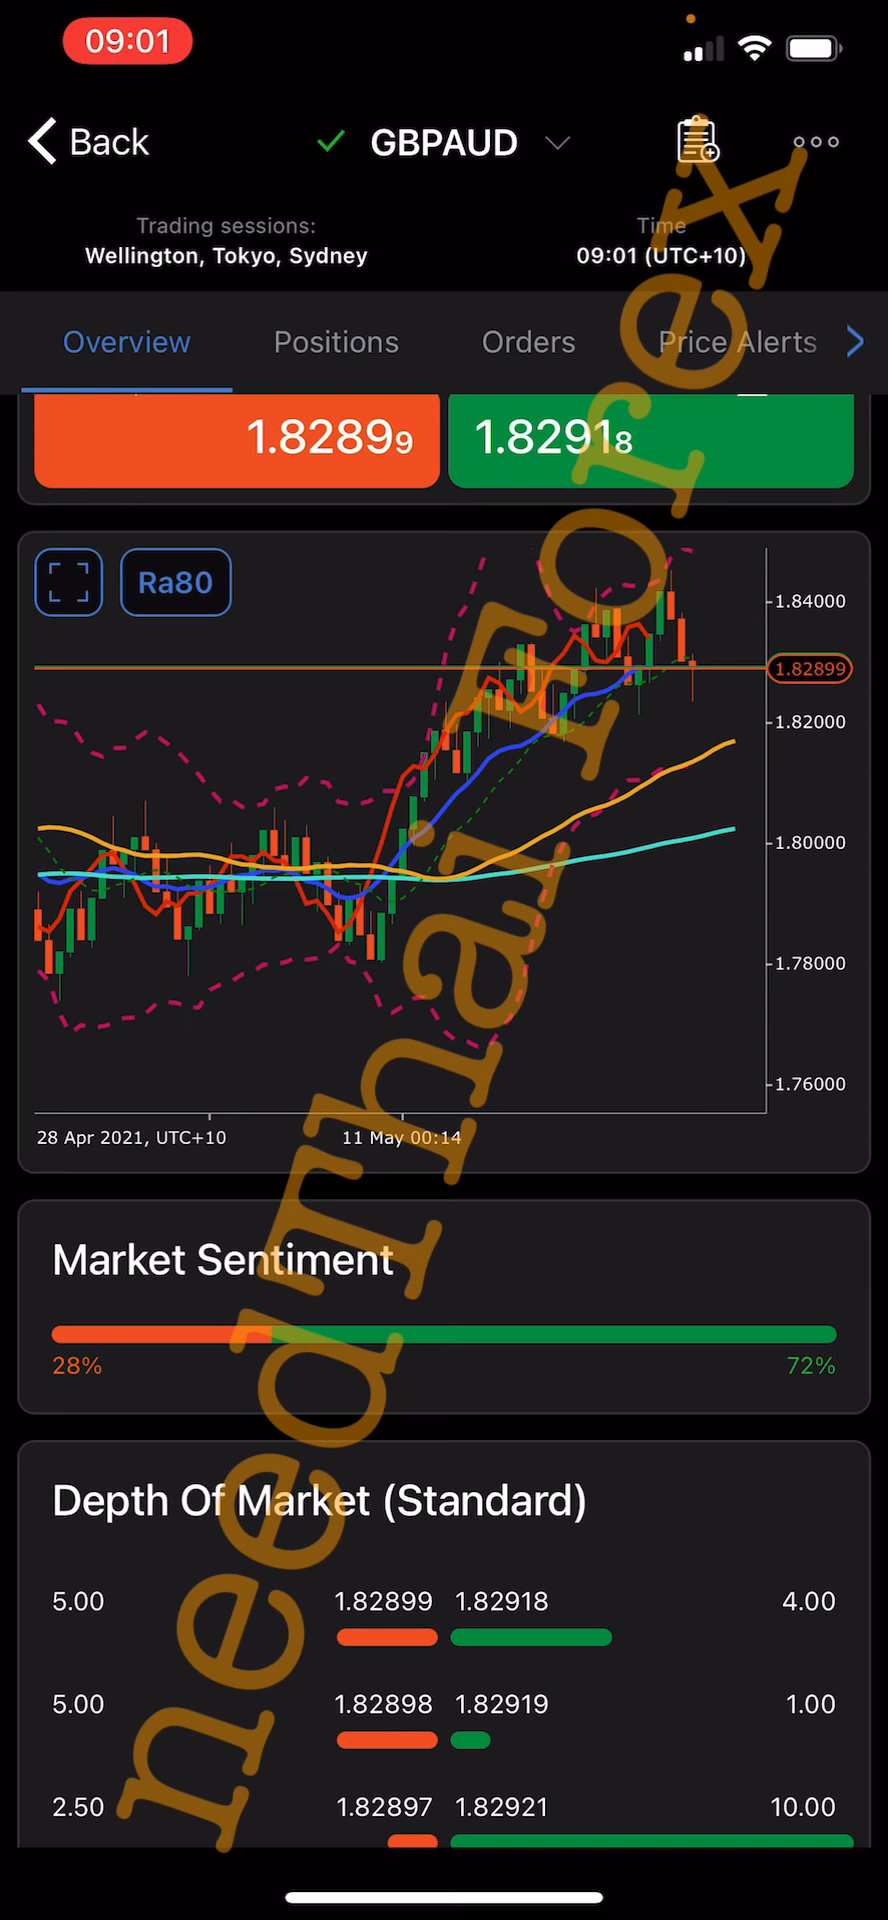 09:01
Back
GBPAUD
Trading sessions:
Wellington, Tokyo, Sydney
Time
09:01 (UTC+10)
Overview
Positions
Orders
Price Alerts
1.82899
1.82918
Ra80
1.84000
1.82899
1.82000
1.80000
1.78000
1.76000
28 Apr 2021, UTC+10
11 May 00:14
Market Sentiment
28%
72%
Depth Of Market (Standard)
5.00 1.82899 1.82918 4.00
5.00 1.82898 1.82919 1.00
2.50 1.82897 1.82921 10.00
neeqThai Forex